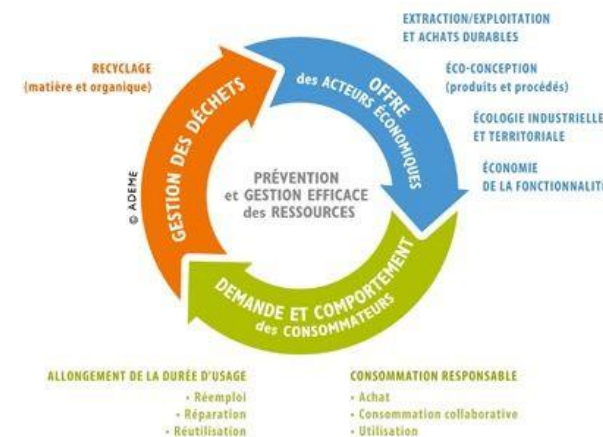 EXTRACTION/EXPLOITATION
ET ACHATS DURABLES
RECYCLAGE
(matière et organique)
ÉCO-CONCEPTION
(produits et procédés)
ÉCOLOGIE INDUSTRIELLE
ET TERRITORIALE
ÉCONOMIE
DE LA FONCTIONNALITÉ
OFFRE
des ACTEURS ÉCONOMIQUES
GESTION DES DÉCHETS
PRÉVENTION
et GESTION EFFICACE
des RESSOURCES
© ADEME
DEMANDE ET COMPORTEMENT
des CONSOMMATEURS
ALLONGEMENT DE LA DURÉE D'USAGE
• Réemploi
• Réparation
• Réutilisation
CONSOMMATION RESPONSABLE
• Achat
• Consommation collaborative
• Utilisation